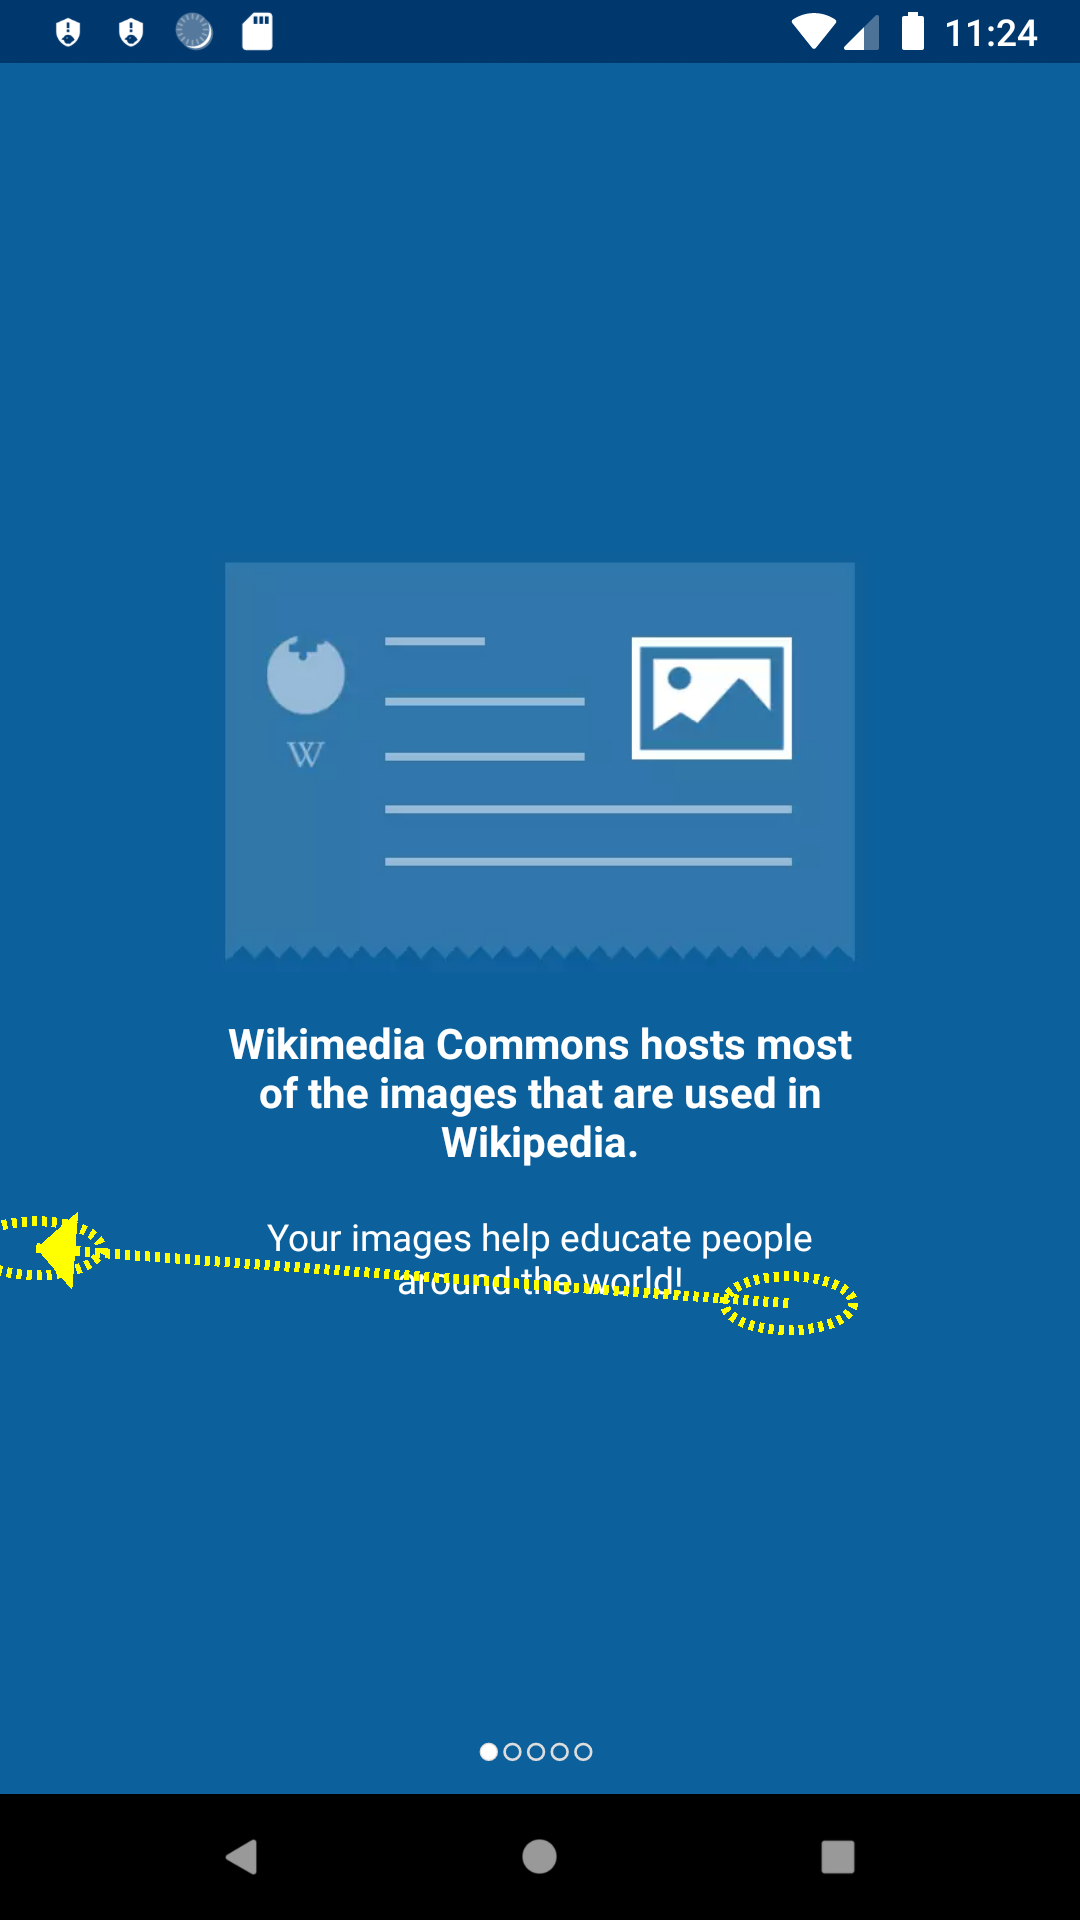 11:24
W
Wikimedia Commons hosts most
of the images that are used in
Wikipedia.
Your images help educate people
around the world!